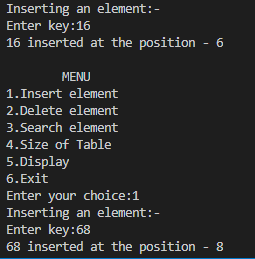 Inserting an element:-
Enter key:16
16 inserted at the position - 6
MENU
1.Insert element
2.Delete element
3.Search element
4.Size of Table
5.Display
6.Exit
Enter your choice:1
Inserting an element:-
Enter key:68
68 inserted at the position - 8